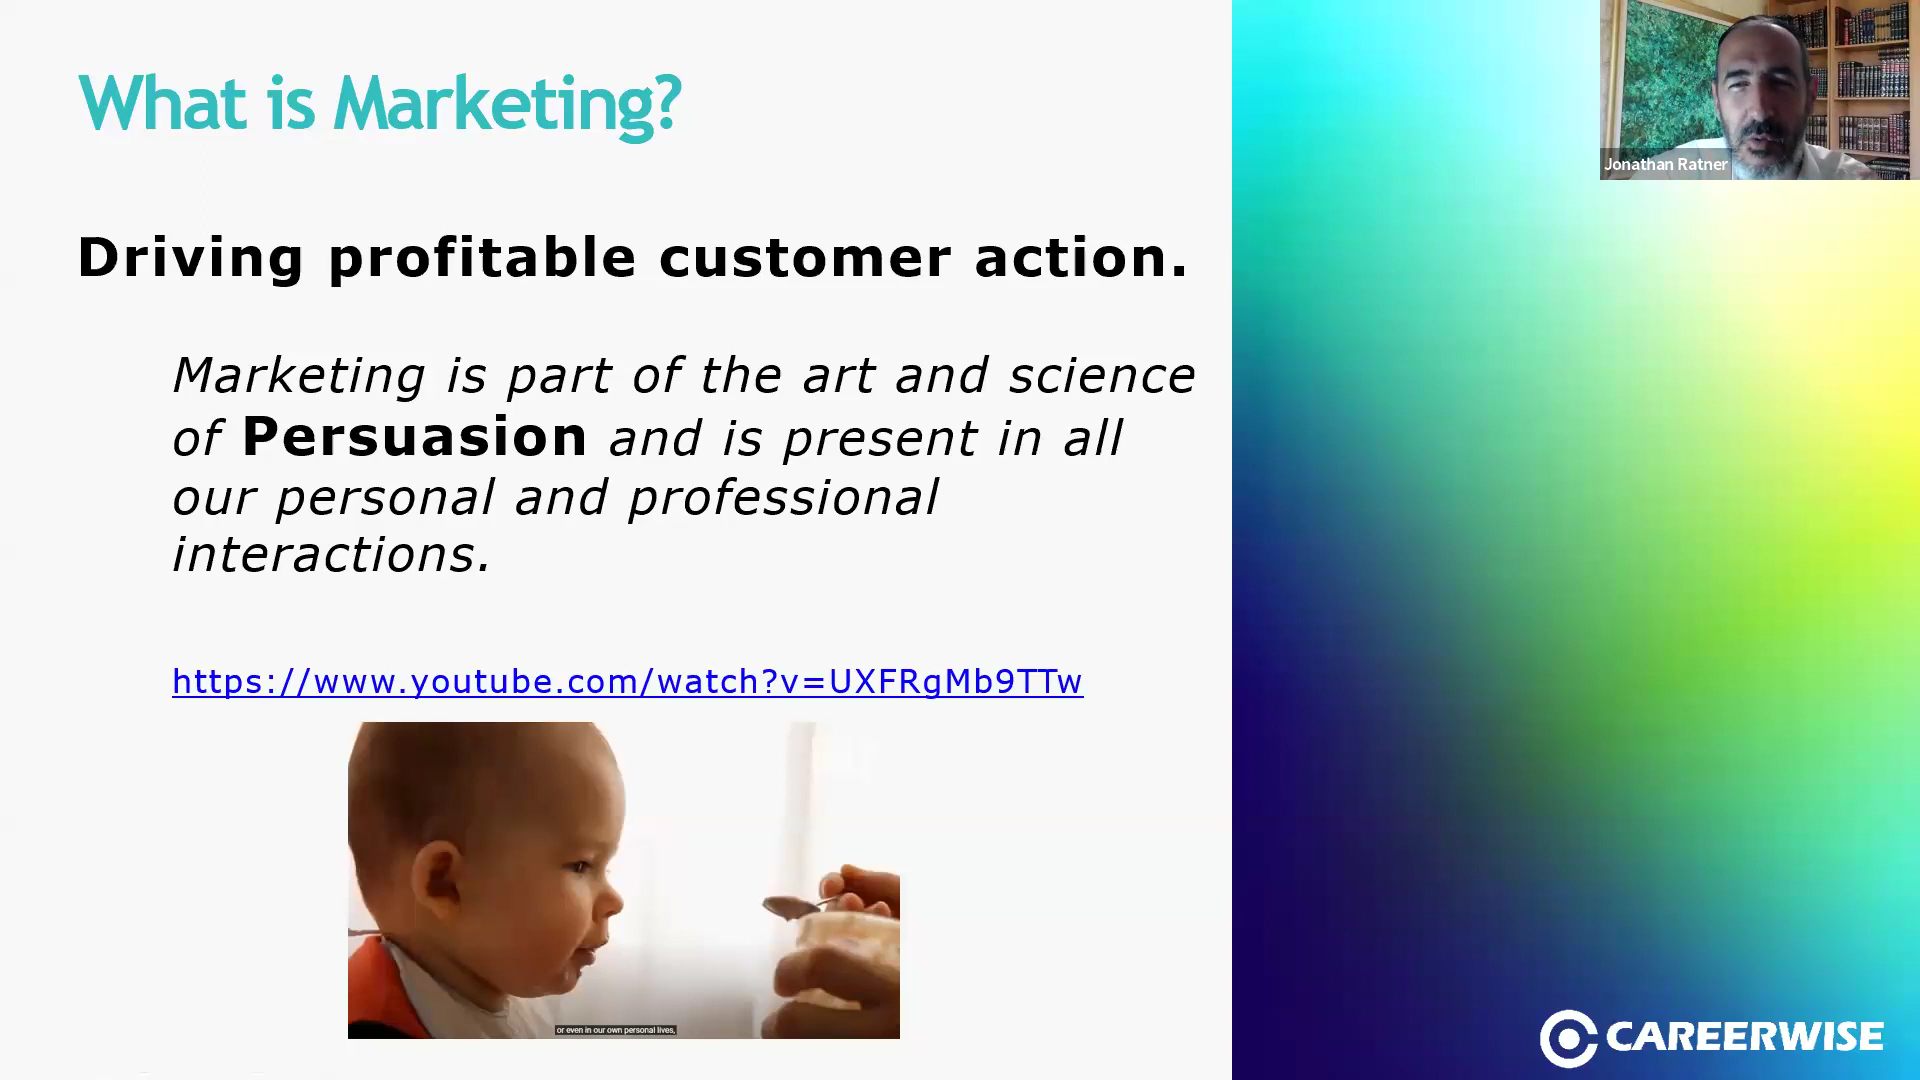 What is Marketing?
Jonathan Ratner
Driving profitable customer action.
Marketing is part of the art and science
of Persuasion and is present in all
our personal and professional
interactions.
https://www.youtube.com/watch?v=UXFRgMb9TTw
or even in our own personal lives,
CAREERWISE